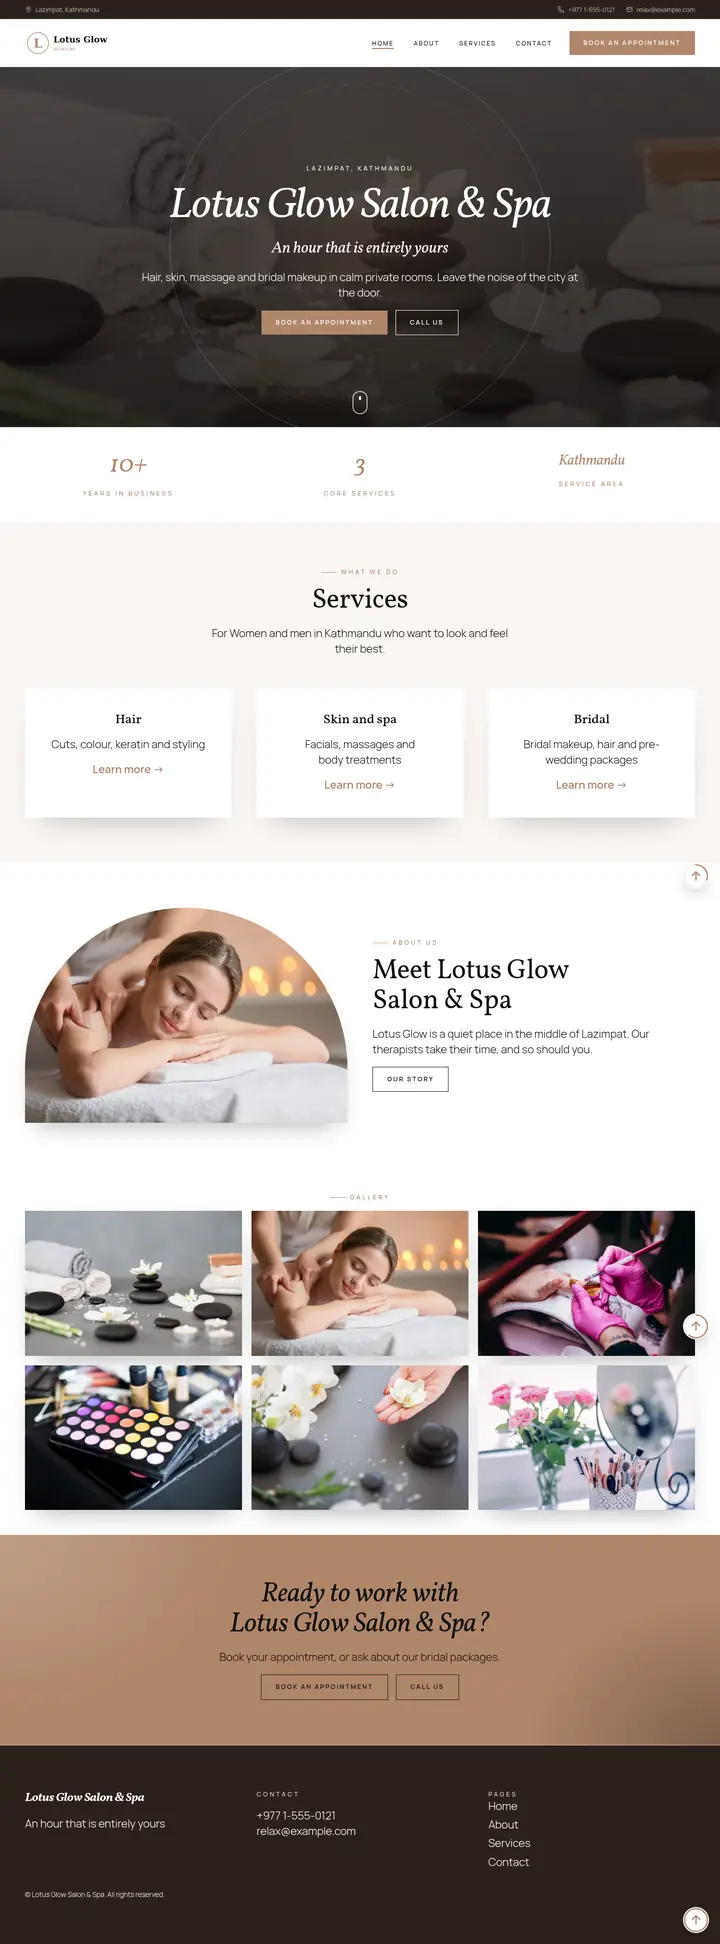 Lazimpat, Kathmandu
+977 1-555-0121
relax@example.com
L
Lotus Glow
SALON & SPA
HOME
ABOUT
SERVICES
CONTACT
BOOK AN APPOINTMENT
LAZIMPAT, KATHMANDU
Lotus Glow Salon & Spa
An hour that is entirely yours
Hair, skin, massage and bridal makeup in calm private rooms. Leave the noise of the city at
the door.
BOOK AN APPOINTMENT
CALL US
10+
YEARS IN BUSINESS
3
CORE SERVICES
Kathmandu
SERVICE AREA
WHAT WE DO
Services
For Women and men in Kathmandu who want to look and feel
their best.
Hair
Cuts, colour, keratin and styling
Learn more →
Skin and spa
Facials, massages and
body treatments
Learn more →
Bridal
Bridal makeup, hair and pre-
wedding packages
Learn more →
ABOUT US
Meet Lotus Glow
Salon & Spa
Lotus Glow is a quiet place in the middle of Lazimpat. Our
therapists take their time, and so should you.
OUR STORY
GALLERY
Ready to work with
Lotus Glow Salon & Spa?
Book your appointment, or ask about our bridal packages.
BOOK AN APPOINTMENT
CALL US
Lotus Glow Salon & Spa
An hour that is entirely yours
CONTACT
+977 1-555-0121
relax@example.com
PAGES
Home
About
Services
Contact
© Lotus Glow Salon & Spa. All rights reserved.